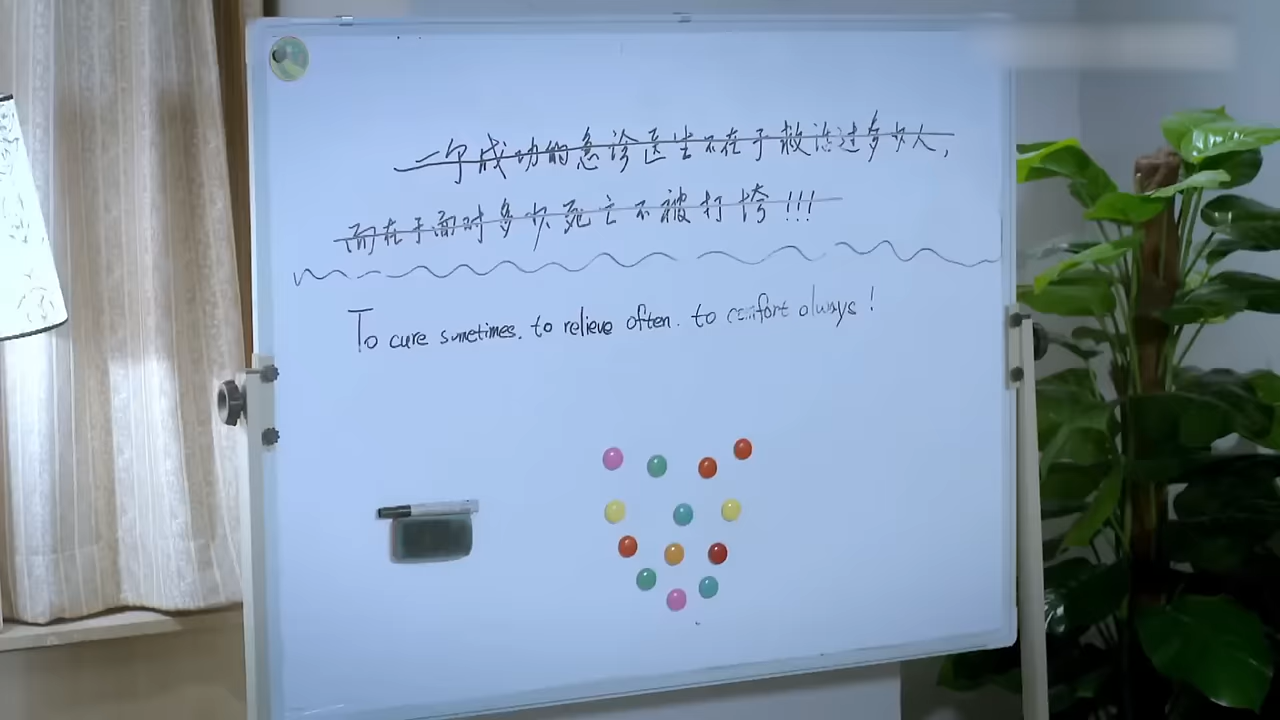 一个成功的急诊医生不在于救活过多少人，
而在于面对多少死亡不被打垮!!!
To cure sometimes. to relieve often. to comfort always!